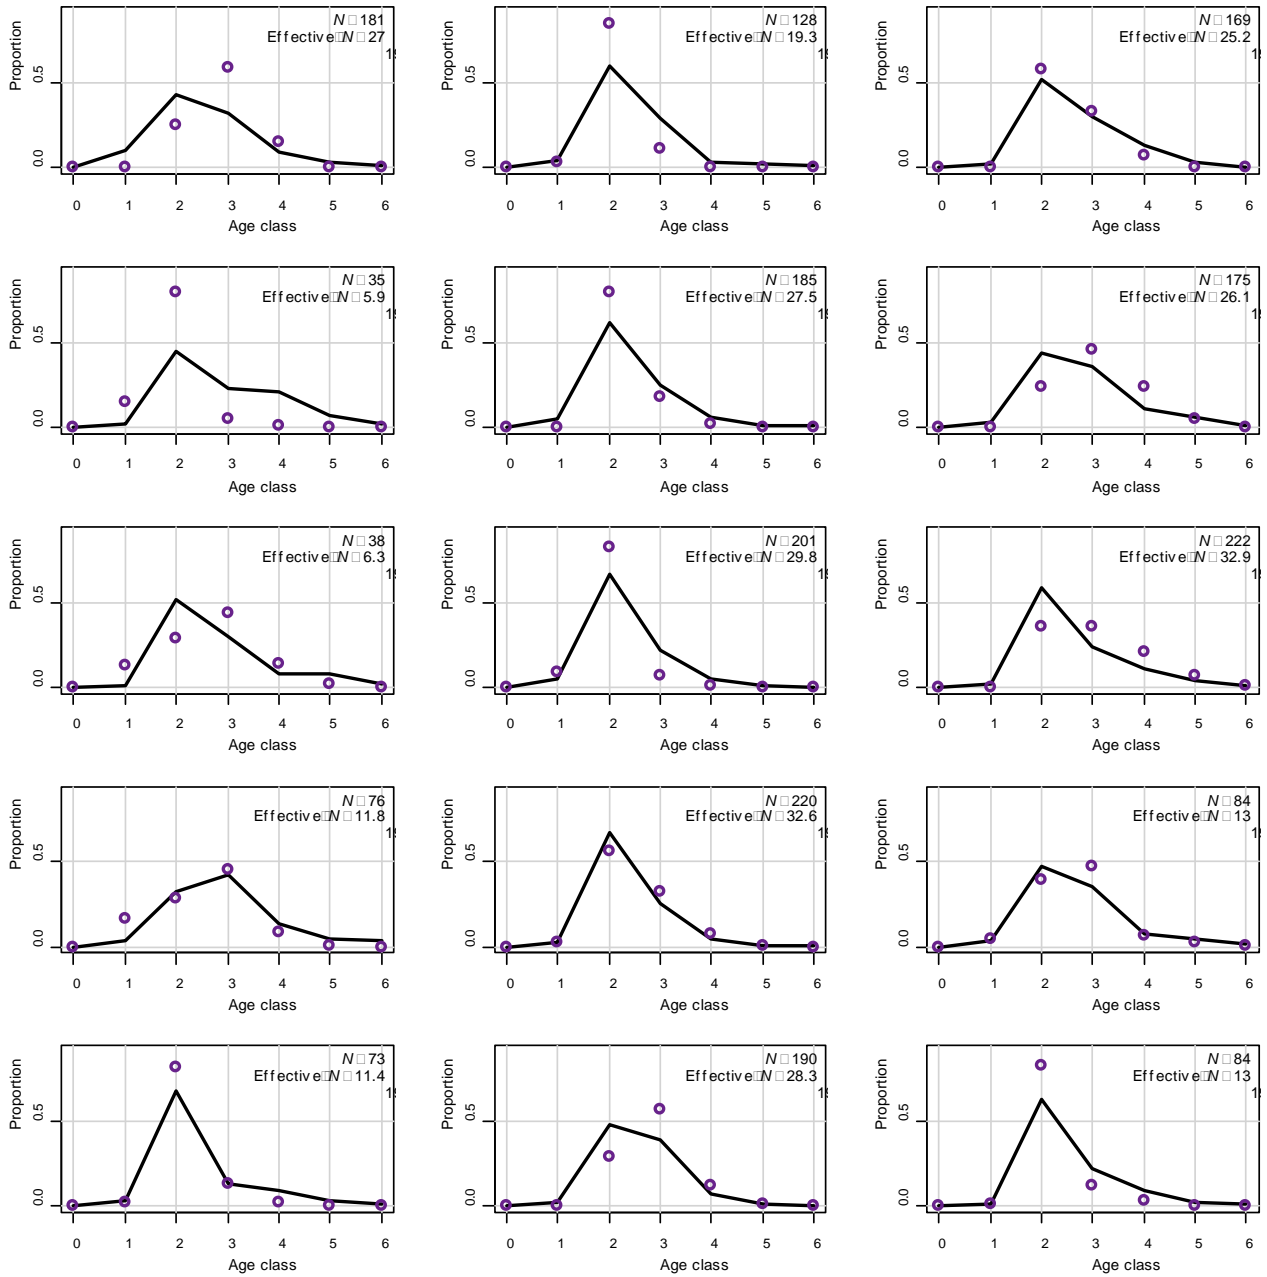 N□181
Effective□N□27
Proportion
0.5
0.0
0 1 2 3 4 5 6
Age class
N□128
Effective□N□19.3
Proportion
0.5
0.0
0 1 2 3 4 5 6
Age class
N□169
Effective□N□25.2
Proportion
0.5
0.0
0 1 2 3 4 5 6
Age class
N□35
Effective□N□5.9
Proportion
0.5
0.0
0 1 2 3 4 5 6
Age class
N□185
Effective□N□27.5
Proportion
0.5
0.0
0 1 2 3 4 5 6
Age class
N□175
Effective□N□26.1
Proportion
0.5
0.0
0 1 2 3 4 5 6
Age class
N□38
Effective□N□6.3
Proportion
0.5
0.0
0 1 2 3 4 5 6
Age class
N□201
Effective□N□29.8
Proportion
0.5
0.0
0 1 2 3 4 5 6
Age class
N□222
Effective□N□32.9
Proportion
0.5
0.0
0 1 2 3 4 5 6
Age class
N□76
Effective□N□11.8
Proportion
0.5
0.0
0 1 2 3 4 5 6
Age class
N□220
Effective□N□32.6
Proportion
0.5
0.0
0 1 2 3 4 5 6
Age class
N□84
Effective□N□13
Proportion
0.5
0.0
0 1 2 3 4 5 6
Age class
N□73
Effective□N□11.4
Proportion
0.5
0.0
0 1 2 3 4 5 6
Age class
N□190
Effective□N□28.3
Proportion
0.5
0.0
0 1 2 3 4 5 6
Age class
N□84
Effective□N□13
Proportion
0.5
0.0
0 1 2 3 4 5 6
Age class